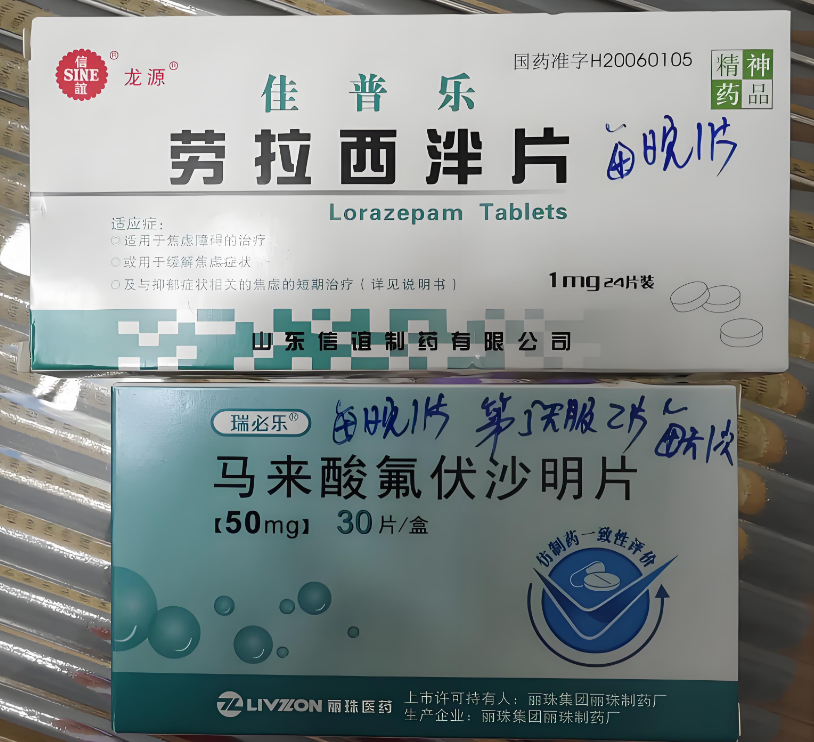 信
SINE
誼
®
龙源®
国药准字H20060105
精神
药品
佳普乐
劳拉西泮片
每晚1片
Lorazepam Tablets
适应症:
适用于焦虑障碍的治疗
或用于缓解焦虑症状
及与抑郁症状相关的焦虑的短期治疗(详见说明书)
1mg 24片装
山东信谊制药有限公司
瑞必乐®
每晚1片 第5天服2片
马来酸氟伏沙明片
【50mg】 30片/盒
仿制药一致性评价
LIVZON 丽珠医药
上市许可持有人:丽珠集团丽珠制药厂
生产企业:丽珠集团丽珠制药厂